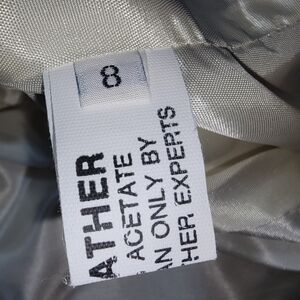 8
ATHER
ACETATE
AN ONLY BY
HER EXPERTS